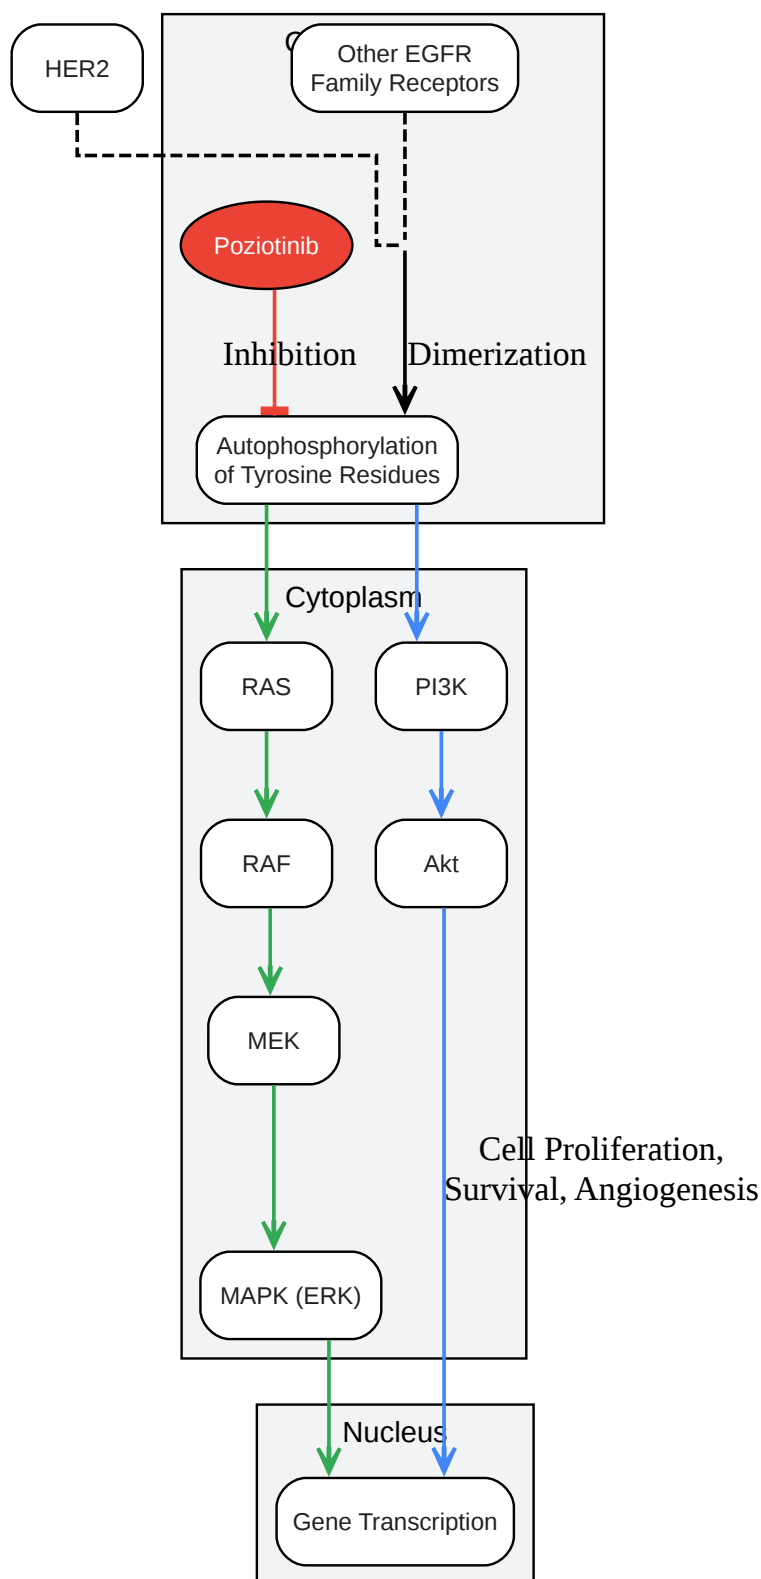 HER2
Other EGFR
Family Receptors
Poziotinib
Inhibition
Dimerization
Autophosphorylation
of Tyrosine Residues
Cytoplasm
RAS
PI3K
RAF
Akt
MEK
Cell Proliferation,
Survival, Angiogenesis
MAPK (ERK)
Nucleus
Gene Transcription